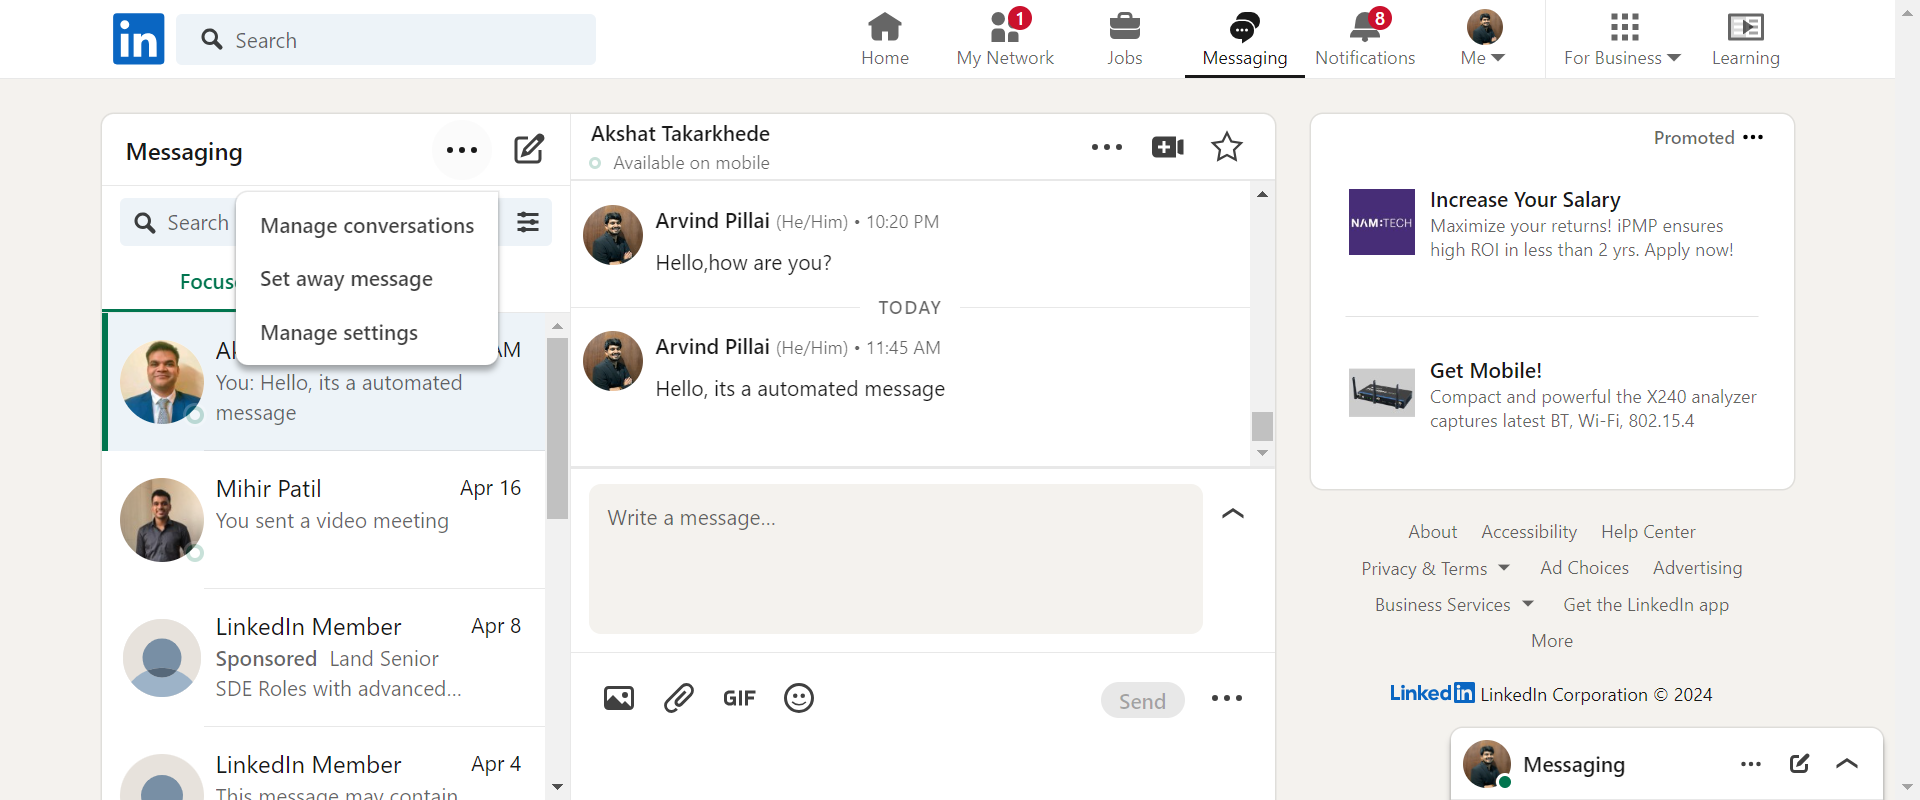 in
Search
Home
1
My Network
Jobs
Messaging
8
Notifications
Me
For Business
Learning
Messaging
Search
Manage conversations
Set away message
Manage settings
You: Hello, its a automated
message
Mihir Patil
Apr 16
You sent a video meeting
LinkedIn Member
Apr 8
Sponsored Land Senior
SDE Roles with advanced...
LinkedIn Member
Apr 4
This message may contain
Akshat Takarkhede
Available on mobile
Arvind Pillai (He/Him) • 10:20 PM
Hello,how are you?
TODAY
Arvind Pillai (He/Him) • 11:45 AM
Hello, its a automated message
Write a message...
GIF
Send
Promoted
NAM:TECH
Increase Your Salary
Maximize your returns! iPMP ensures
high ROI in less than 2 yrs. Apply now!
Get Mobile!
Compact and powerful the X240 analyzer
captures latest BT, Wi-Fi, 802.15.4
About Accessibility Help Center
Privacy & Terms Ad Choices Advertising
Business Services Get the LinkedIn app
More
LinkedIn LinkedIn Corporation © 2024
Messaging